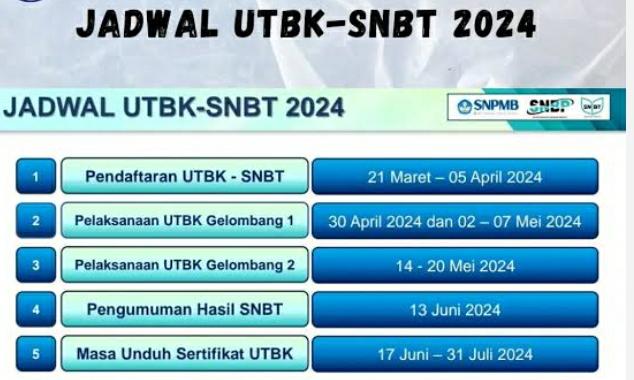 JADWAL UTBK-SNBT 2024
JADWAL UTBK-SNBT 2024
SNPMB
SNBP
SNBT
1
Pendaftaran UTBK - SNBT
21 Maret – 05 April 2024
2
Pelaksanaan UTBK Gelombang 1
30 April 2024 dan 02 – 07 Mei 2024
3
Pelaksanaan UTBK Gelombang 2
14 - 20 Mei 2024
4
Pengumuman Hasil SNBT
13 Juni 2024
5
Masa Unduh Sertifikat UTBK
17 Juni – 31 Juli 2024